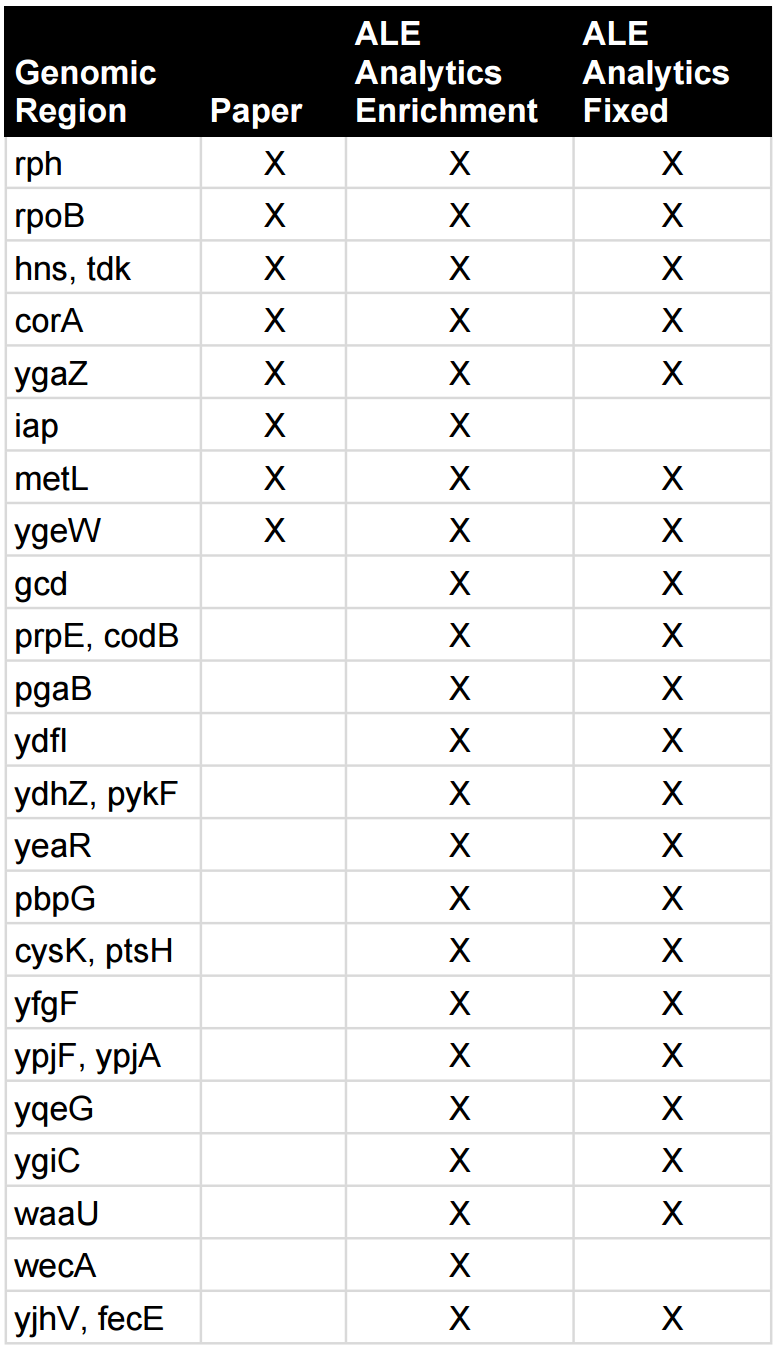 Genomic Region Paper ALE Analytics Enrichment ALE Analytics Fixed
rph X X X
rpoB X X X
hns, tdk X X X
corA X X X
ygaZ X X X
iap X X
metL X X X
ygeW X X X
gcd X X
prpE, codB X X
pgaB X X
ydfI X X
ydhZ, pykF X X
yeaR X X
pbpG X X
cysK, ptsH X X
yfgF X X
ypjF, ypjA X X
yqeG X X
ygiC X X
waaU X X
wecA X
yjhV, fecE X X